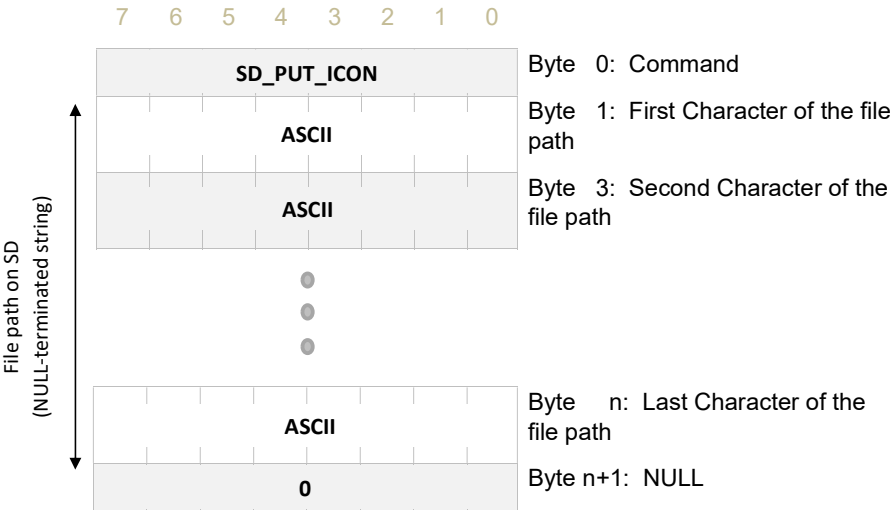 7 6 5 4 3 2 1 0
SD_PUT_ICON
Byte 0: Command
ASCII
Byte 1: First Character of the file
path
ASCII
Byte 3: Second Character of the
file path
File path on SD
(NULL-terminated string)
ASCII
Byte n: Last Character of the
file path
0
Byte n+1: NULL